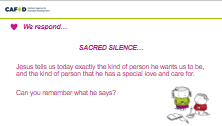 CAFOD
We respond…
SACRED SILENCE…
Jesus tells us today exactly the kind of person he wants us to be,
and the kind of person that he has a special love and care for.
Can you remember what he says?